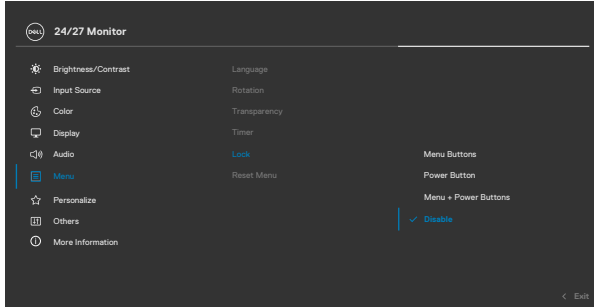 DELL 24/27 Monitor
Brightness/Contrast Language
Input Source Rotation
Color Transparency
Display Timer
Audio Lock Menu Buttons
Menu Reset Menu Power Button
Personalize Menu + Power Buttons
Others Disable
More Information
Exit